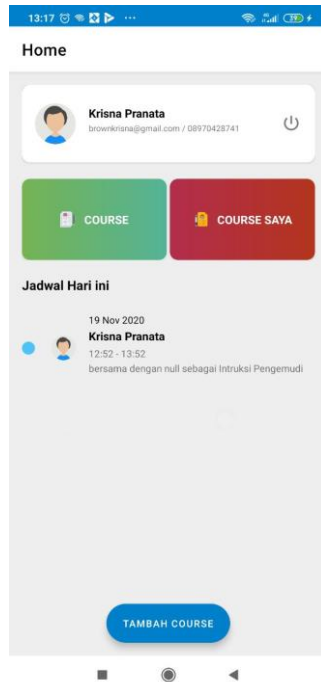 13:17
Home
Krisna Pranata
brownkrisna@gmail.com / 08970428741
COURSE
COURSE SAYA
Jadwal Hari ini
19 Nov 2020
Krisna Pranata
12:52 - 13:52
bersama dengan null sebagai Intruksi Pengemudi
TAMBAH COURSE